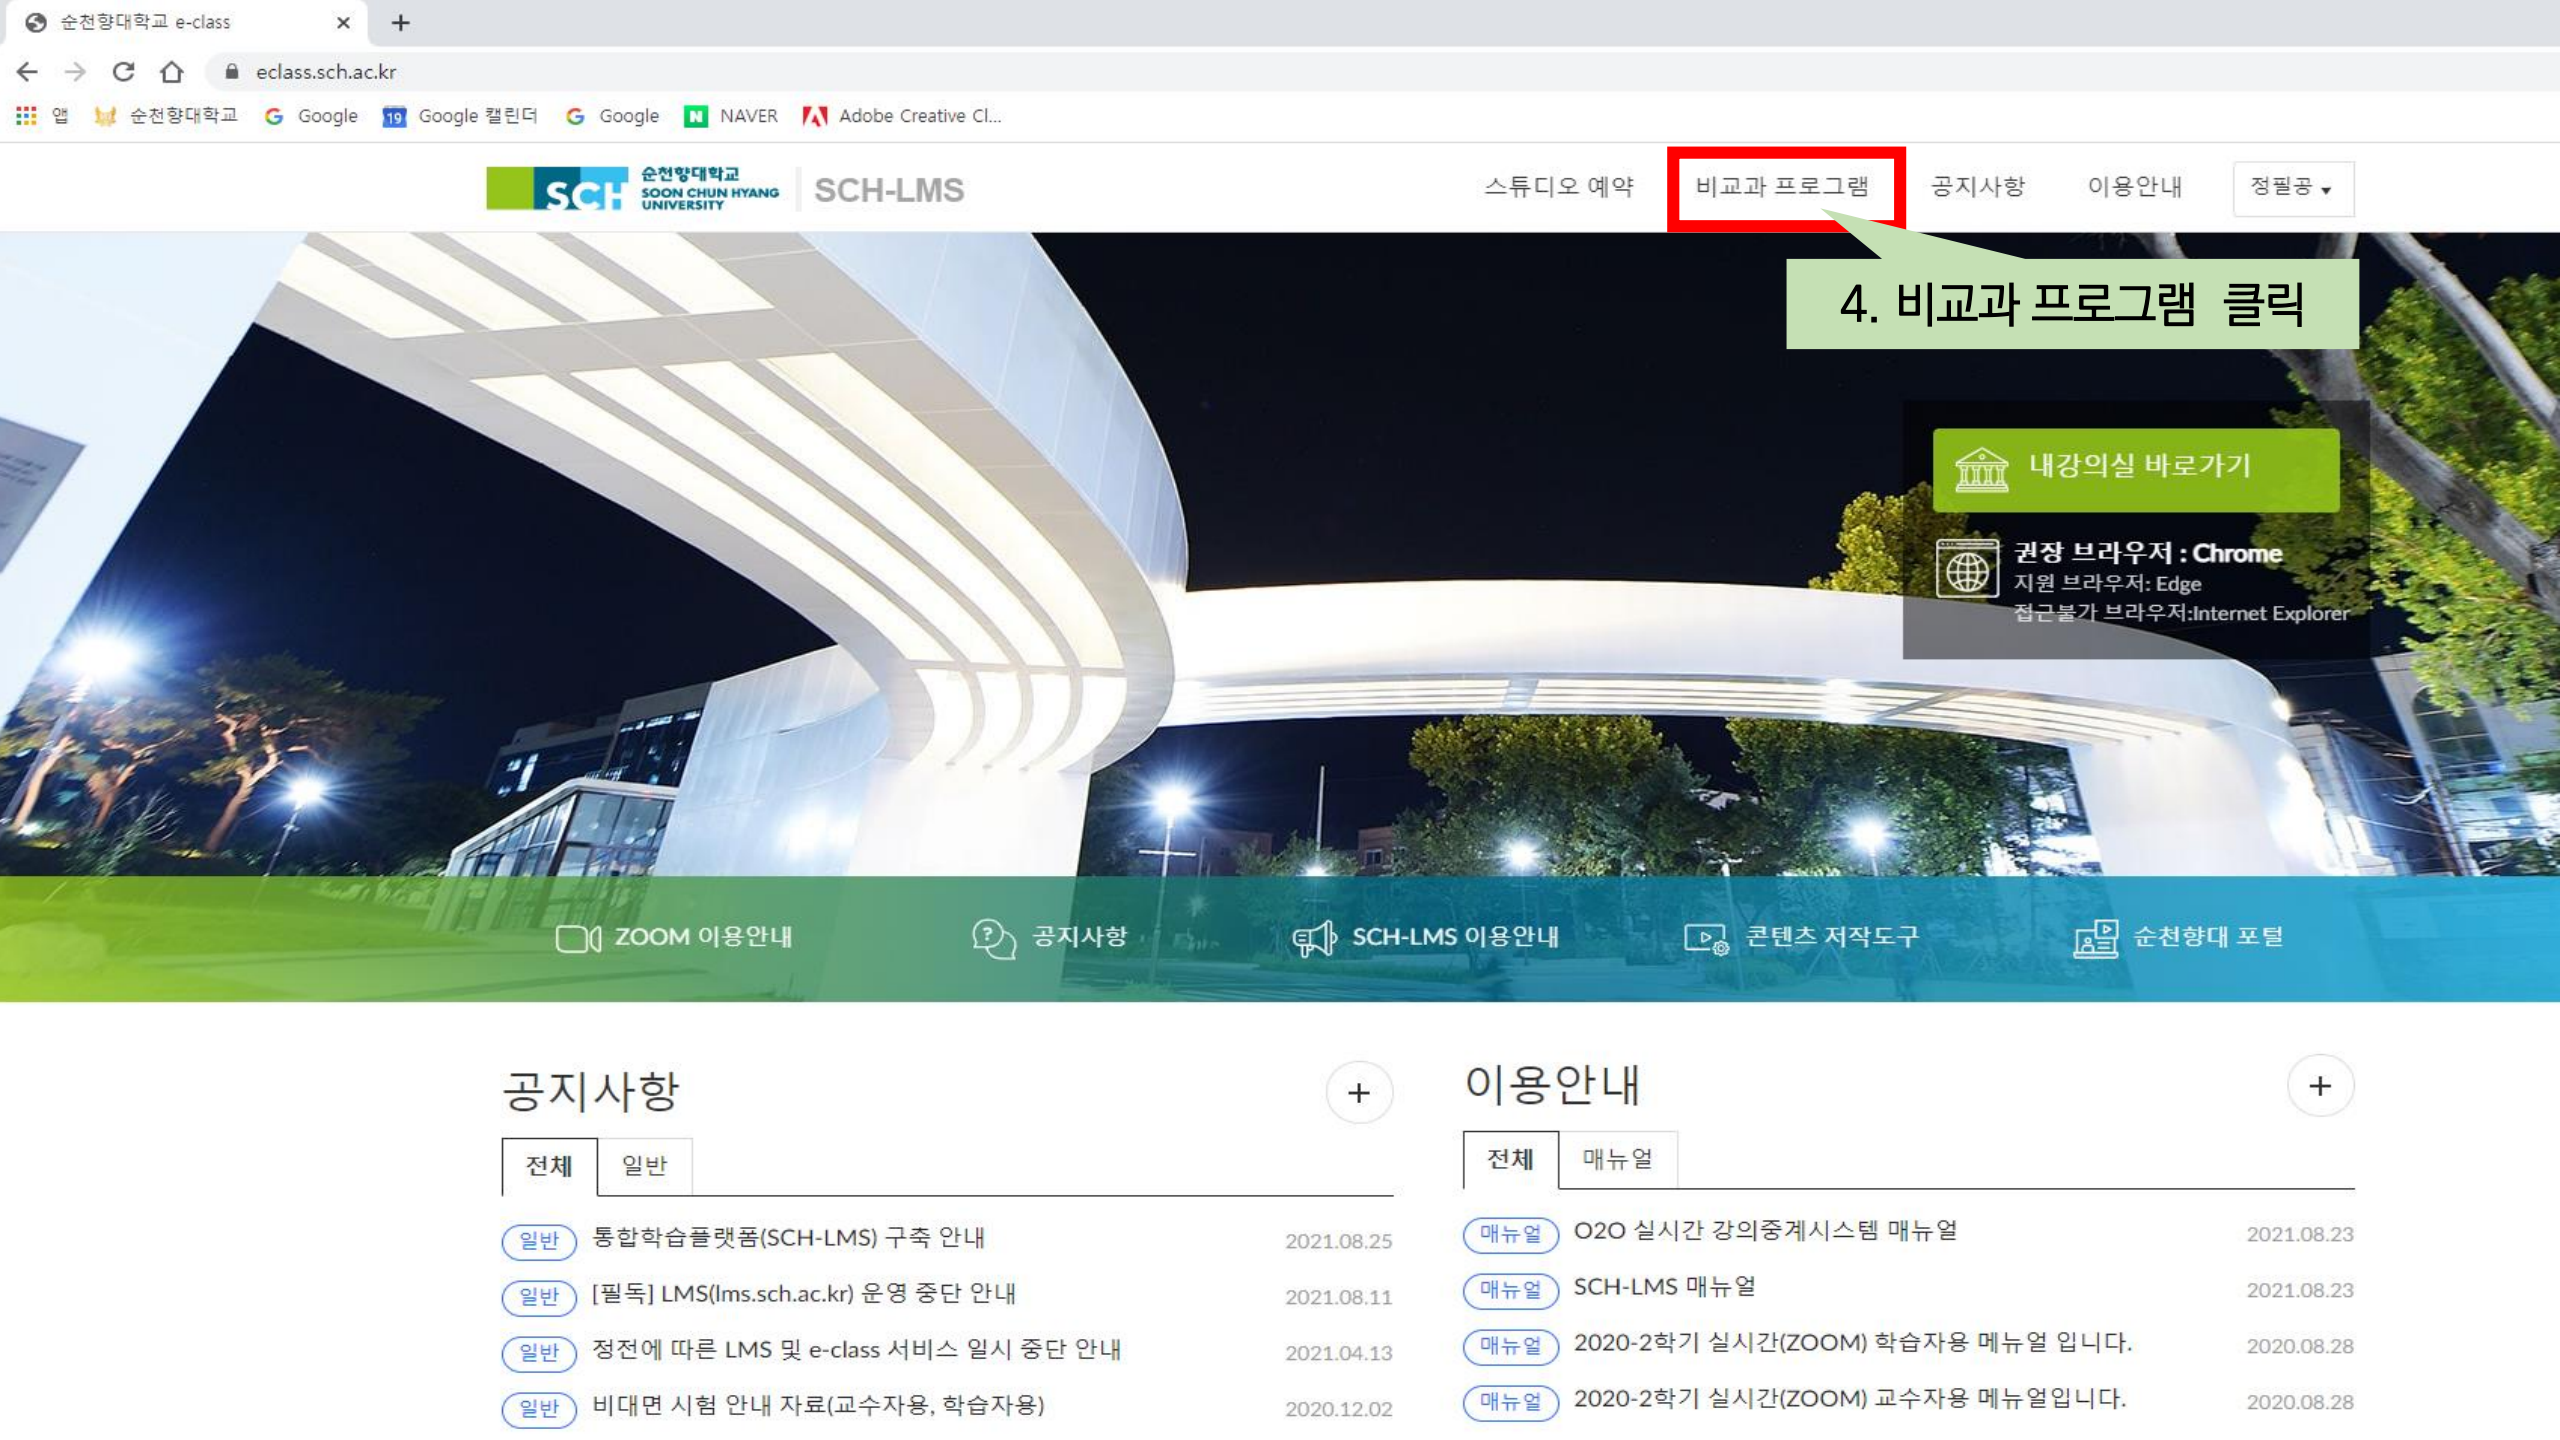 순천향대학교 e-class
eclass.sch.ac.kr
앱 순천향대학교 Google 19 Google 캘린더 Google NAVER Adobe Creative Cl...
SCH 순천향대학교
SOON CHUN HYANG
UNIVERSITY
SCH-LMS
스튜디오 예약 비교과 프로그램 공지사항 이용안내 정필공
4. 비교과 프로그램 클릭
내강의실 바로가기
권장 브라우저 : Chrome
지원 브라우저: Edge
접근불가 브라우저:Internet Explorer
ZOOM 이용안내 공지사항 SCH-LMS 이용안내 콘텐츠 저작도구 순천향대 포털
공지사항
전체 일반
일반 통합학습플랫폼(SCH-LMS) 구축 안내 2021.08.25
일반 [필독] LMS(lms.sch.ac.kr) 운영 중단 안내 2021.08.11
일반 정전에 따른 LMS 및 e-class 서비스 일시 중단 안내 2021.04.13
일반 비대면 시험 안내 자료(교수자용, 학습자용) 2020.12.02
이용안내
전체 매뉴얼
매뉴얼 O2O 실시간 강의중계시스템 매뉴얼 2021.08.23
매뉴얼 SCH-LMS 매뉴얼 2021.08.23
매뉴얼 2020-2학기 실시간(ZOOM) 학습자용 메뉴얼 입니다. 2020.08.28
매뉴얼 2020-2학기 실시간(ZOOM) 교수자용 메뉴얼입니다. 2020.08.28